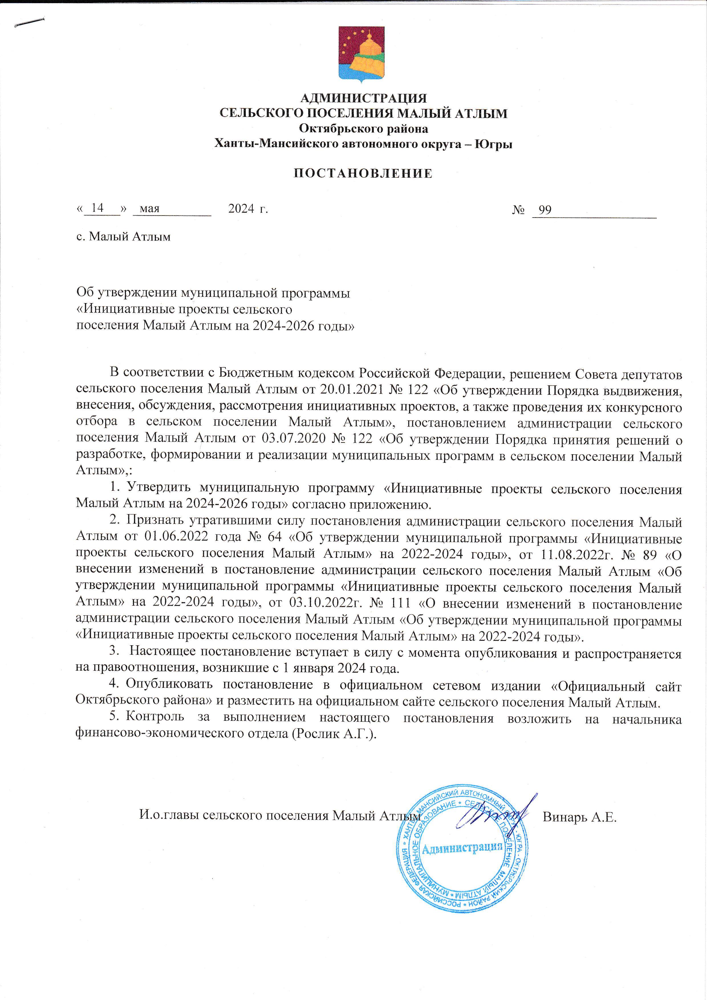 АДМИНИСТРАЦИЯ
СЕЛЬСКОГО ПОСЕЛЕНИЯ МАЛЫЙ АТЛЫМ
Октябрьского района
Ханты-Мансийского автономного округа – Югры
ПОСТАНОВЛЕНИЕ
« 14 » мая 2024 г. № 99
с. Малый Атлым
Об утверждении муниципальной программы
«Инициативные проекты сельского
поселения Малый Атлым на 2024-2026 годы»
В соответствии с Бюджетным кодексом Российской Федерации, решением Совета депутатов
сельского поселения Малый Атлым от 20.01.2021 № 122 «Об утверждении Порядка выдвижения,
внесения, обсуждения, рассмотрения инициативных проектов, а также проведения их конкурсного
отбора в сельском поселении Малый Атлым», постановлением администрации сельского
поселения Малый Атлым от 03.07.2020 № 122 «Об утверждении Порядка принятия решений о
разработке, формировании и реализации муниципальных программ в сельском поселении Малый
Атлым»,:
1. Утвердить муниципальную программу «Инициативные проекты сельского поселения
Малый Атлым на 2024-2026 годы» согласно приложению.
2. Признать утратившими силу постановления администрации сельского поселения Малый
Атлым от 01.06.2022 года № 64 «Об утверждении муниципальной программы «Инициативные
проекты сельского поселения Малый Атлым» на 2022-2024 годы», от 11.08.2022г. № 89 «О
внесении изменений в постановление администрации сельского поселения Малый Атлым «Об
утверждении муниципальной программы «Инициативные проекты сельского поселения Малый
Атлым» на 2022-2024 годы», от 03.10.2022г. № 111 «О внесении изменений в постановление
администрации сельского поселения Малый Атлым «Об утверждении муниципальной программы
«Инициативные проекты сельского поселения Малый Атлым» на 2022-2024 годы».
3. Настоящее постановление вступает в силу с момента опубликования и распространяется
на правоотношения, возникшие с 1 января 2024 года.
4. Опубликовать постановление в официальном сетевом издании «Официальный сайт
Октябрьского района» и разместить на официальном сайте сельского поселения Малый Атлым.
5. Контроль за выполнением настоящего постановления возложить на начальника
финансово-экономического отдела (Рослик А.Г.).
И.о.главы сельского поселения Малый Атлым Винарь А.Е.
РОССИЙСКАЯ ФЕДЕРАЦИЯ * ХАНТЫ-МАНСИЙСКИЙ АВТОНОМНЫЙ ОКРУГ - ЮГРА - ОКТЯБРЬСКИЙ РАЙОН *
МУНИЦИПАЛЬНОЕ ОБРАЗОВАНИЕ * СЕЛЬСКОЕ ПОСЕЛЕНИЕ МАЛЫЙ АТЛЫМ *
Администрация